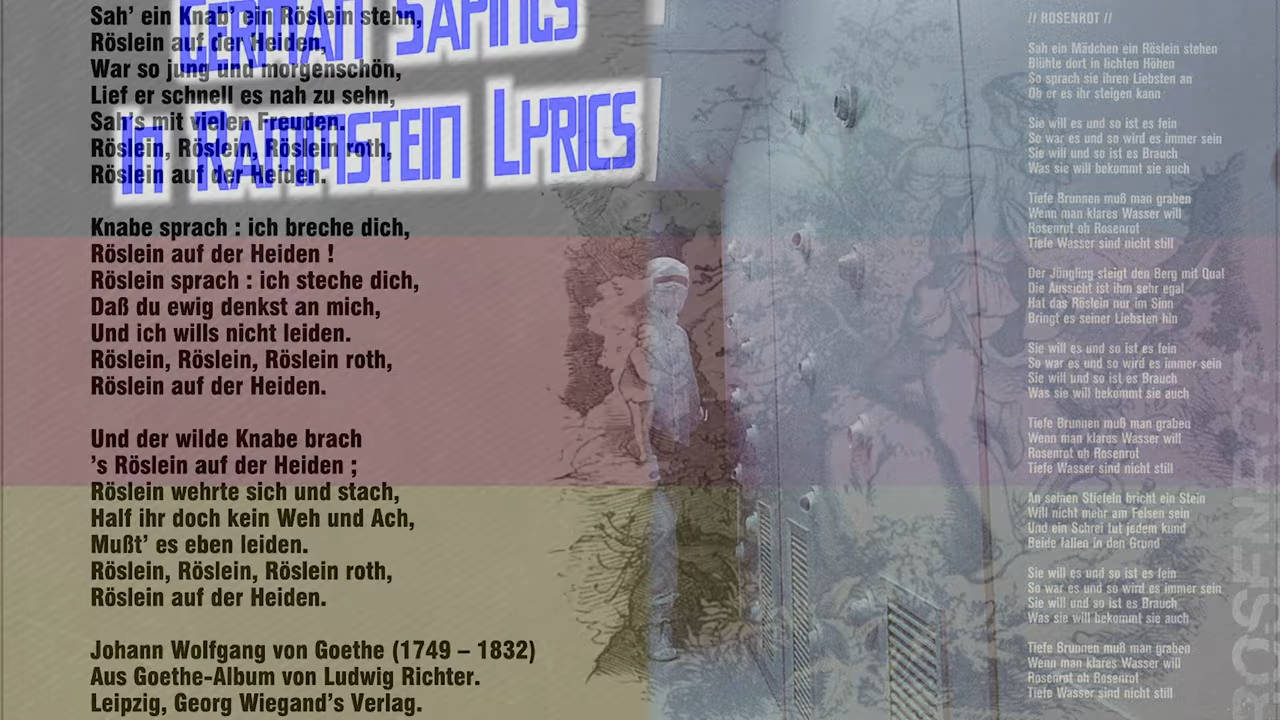 German Sayings
in Rammstein Lyrics
Sah’ ein Knab’ ein Röslein stehn,
Röslein auf der Heiden,
War so jung und morgenschön,
Lief er schnell es nah zu sehn,
Sah’s mit vielen Freuden.
Röslein, Röslein, Röslein roth,
Röslein auf der Heiden.
Knabe sprach : ich breche dich,
Röslein auf der Heiden !
Röslein sprach : ich steche dich,
Daß du ewig denkst an mich,
Und ich wills nicht leiden.
Röslein, Röslein, Röslein roth,
Röslein auf der Heiden.
Und der wilde Knabe brach
’s Röslein auf der Heiden ;
Röslein wehrte sich und stach,
Half ihr doch kein Weh und Ach,
Mußt’ es eben leiden.
Röslein, Röslein, Röslein roth,
Röslein auf der Heiden.
Johann Wolfgang von Goethe (1749 – 1832)
Aus Goethe-Album von Ludwig Richter.
Leipzig, Georg Wiegand’s Verlag.
// ROSENROT //
Sah ein Mädchen ein Röslein stehen
Blühte dort in lichten Höhen
So sprach sie ihren Liebsten an
Ob er es ihr steigen kann
Sie will es und so ist es fein
So war es und so wird es immer sein
Sie will und so ist es Brauch
Was sie will bekommt sie auch
Tiefe Brunnen muß man graben
Wenn man klares Wasser will
Rosenrot oh Rosenrot
Tiefe Wasser sind nicht still
Der Jüngling steigt den Berg mit Qual
Die Aussicht ist ihm sehr egal
Hat das Röslein nur im Sinn
Bringt es seiner Liebsten hin
Sie will es und so ist es fein
So war es und so wird es immer sein
Sie will und so ist es Brauch
Was sie will bekommt sie auch
Tiefe Brunnen muß man graben
Wenn man klares Wasser will
Rosenrot oh Rosenrot
Tiefe Wasser sind nicht still
An seinen Stiefeln bricht ein Stein
Will nicht mehr am Felsen sein
Und ein Schrei tut jedem kund
Beide fallen in den Grund
Sie will es und so ist es fein
So war es und so wird es immer sein
Sie will und so ist es Brauch
Was sie will bekommt sie auch
Tiefe Brunnen muß man graben
Wenn man klares Wasser will
Rosenrot oh Rosenrot
Tiefe Wasser sind nicht still
ROSENROT